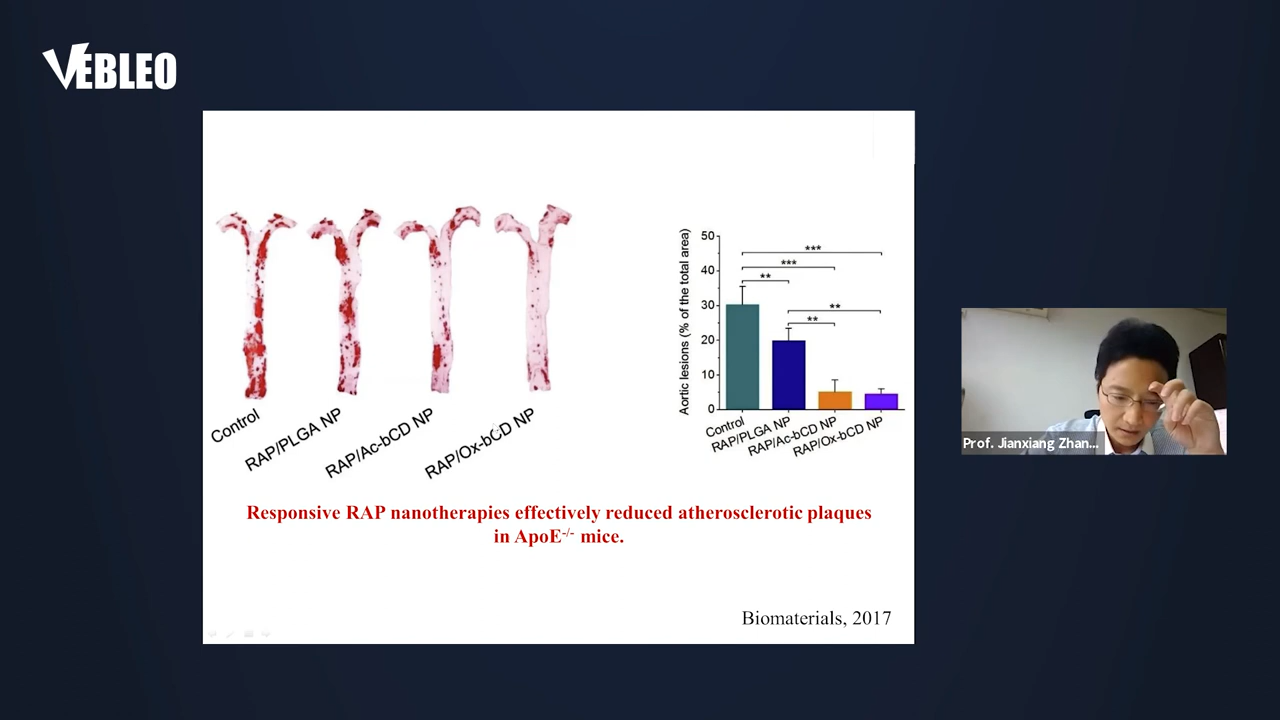 VEBLEO
Control
RAP/PLGA NP
RAP/Ac-bCD NP
RAP/Ox-bCD NP
Aortic lesions (% of the total area)
50
40
30
20
10
0
***
***
**
**
**
Control
RAP/PLGA NP
RAP/Ac-bCD NP
RAP/Ox-bCD NP
Responsive RAP nanotherapies effectively reduced atherosclerotic plaques
in ApoE-/- mice.
Biomaterials, 2017
Prof. Jianxiang Zhan...